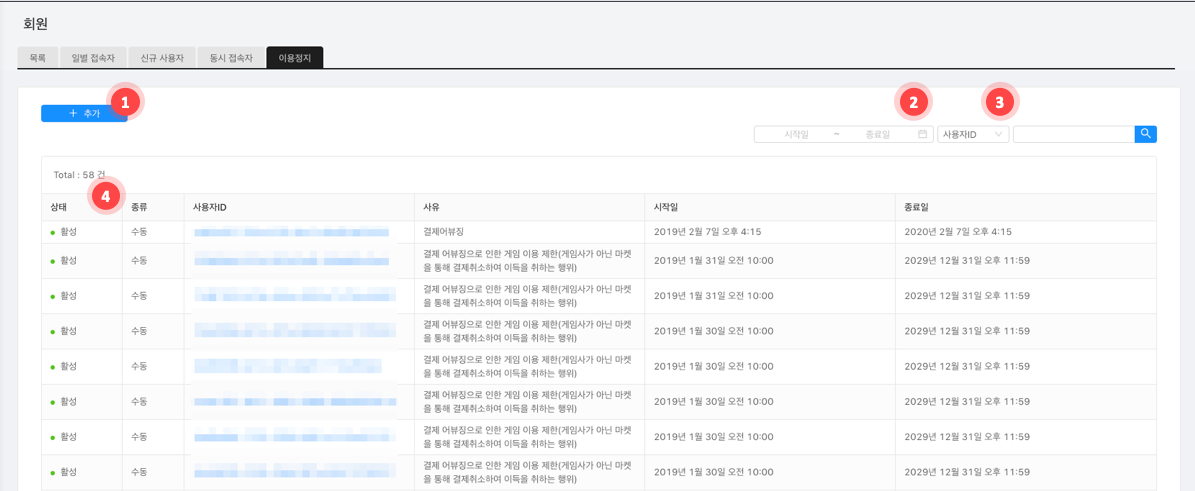 회원
목록 일별 접속자 신규 사용자 동시 접속자 이용정지
+ 추가 1
2 3
시작일 ~ 종료일 사용자ID
Total : 58 건
4
상태 종류 사용자ID 사유 시작일 종료일
활성 수동 결제어뷰징 2019년 2월 7일 오후 4:15 2020년 2월 7일 오후 4:15
결제 어뷰징으로 인한 게임 이용 제한(게임사가 아닌 마켓
활성 수동 2019년 1월 31일 오전 10:00 2029년 12월 31일 오후 11:59
을 통해 결제취소하여 이득을 취하는 행위)
결제 어뷰징으로 인한 게임 이용 제한(게임사가 아닌 마켓
활성 수동 2019년 1월 31일 오전 10:00 2029년 12월 31일 오후 11:59
을 통해 결제취소하여 이득을 취하는 행위)
결제 어뷰징으로 인한 게임 이용 제한(게임사가 아닌 마켓
활성 수동 2019년 1월 30일 오전 10:00 2029년 12월 31일 오후 11:59
을 통해 결제취소하여 이득을 취하는 행위)
결제 어뷰징으로 인한 게임 이용 제한(게임사가 아닌 마켓
활성 수동 2019년 1월 30일 오전 10:00 2029년 12월 31일 오후 11:59
을 통해 결제취소하여 이득을 취하는 행위)
결제 어뷰징으로 인한 게임 이용 제한(게임사가 아닌 마켓
활성 수동 2019년 1월 30일 오전 10:00 2029년 12월 31일 오후 11:59
을 통해 결제취소하여 이득을 취하는 행위)
결제 어뷰징으로 인한 게임 이용 제한(게임사가 아닌 마켓
활성 수동 2019년 1월 30일 오전 10:00 2029년 12월 31일 오후 11:59
을 통해 결제취소하여 이득을 취하는 행위)
결제 어뷰징으로 인한 게임 이용 제한(게임사가 아닌 마켓
활성 수동 2019년 1월 30일 오전 10:00 2029년 12월 31일 오후 11:59
을 통해 결제취소하여 이득을 취하는 행위)